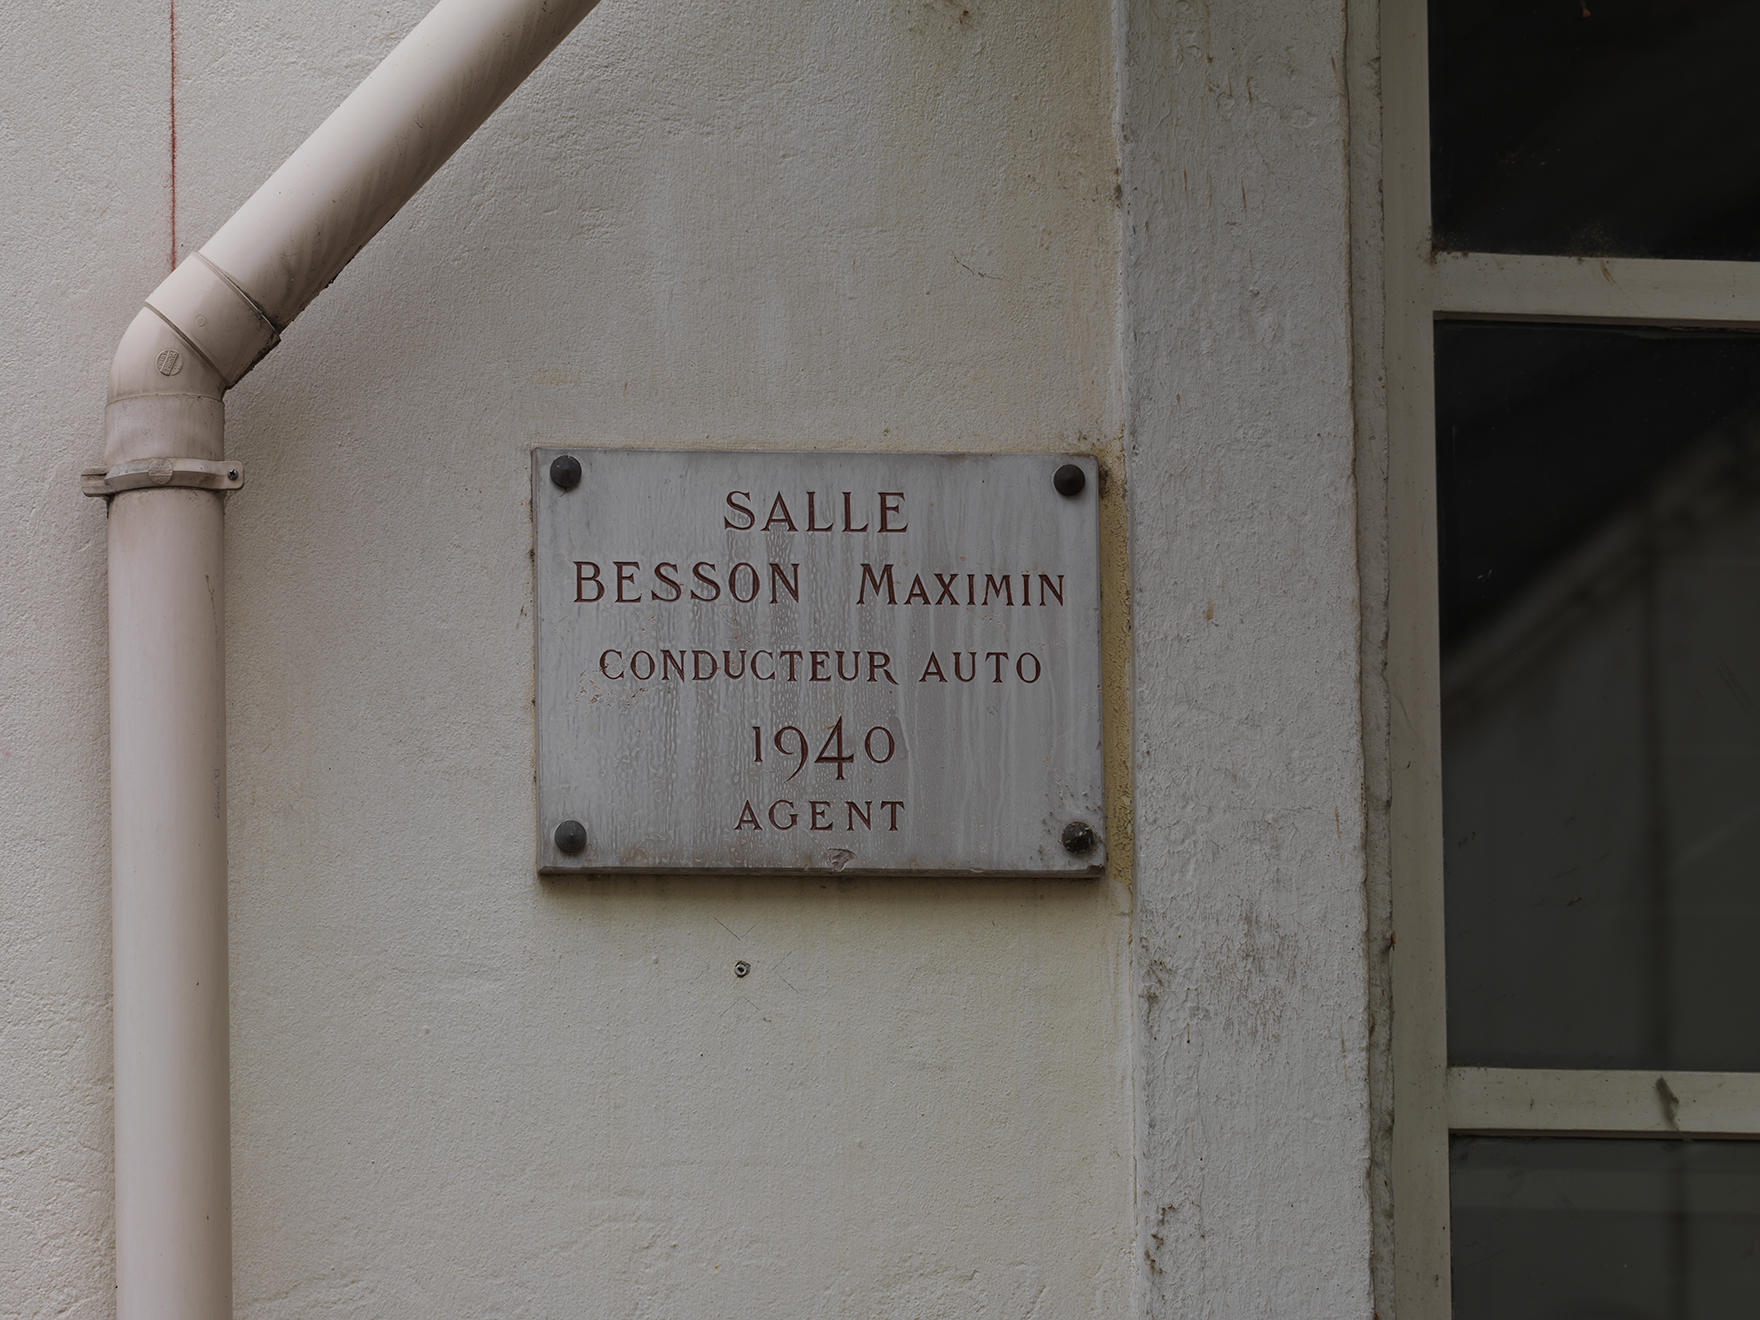 SALLE
BESSON MAXIMIN
CONDUCTEUR AUTO
1940
AGENT